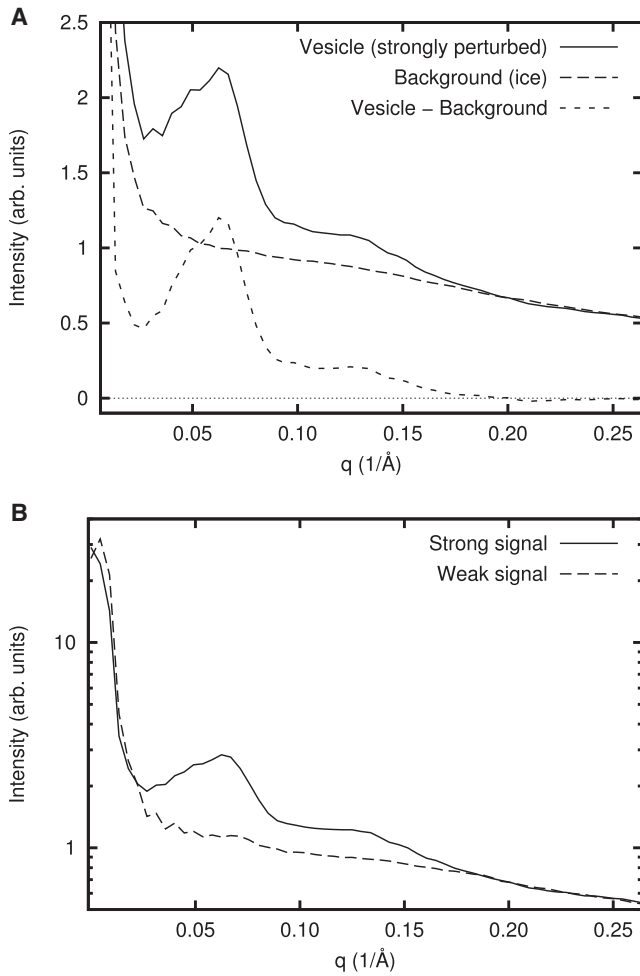 A
2.5
Vesicle (strongly perturbed)
Background (ice)
Vesicle − Background
2
1.5
1
0.5
0
Intensity (arb. units)
0.05 0.10 0.15 0.20 0.25
q (1/Å)
B
Strong signal
Weak signal
10
1
Intensity (arb. units)
0.05 0.10 0.15 0.20 0.25
q (1/Å)